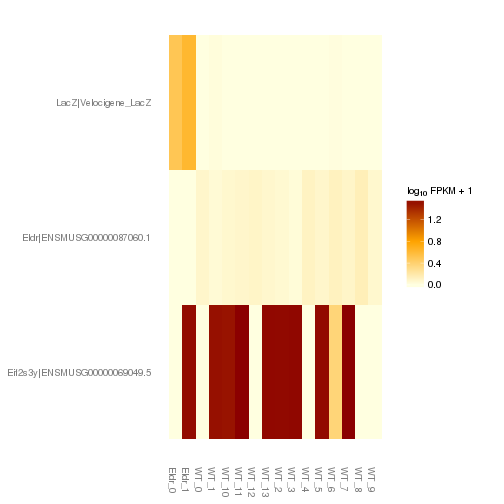 LacZ|Velocigene_LacZ
Eldr|ENSMUSG00000087060.1
Eif2s3y|ENSMUSG00000069049.5
log10 FPKM + 1
1.2
0.8
0.4
0.0
Eldr_0
Eldr_1
WT_0
WT_1
WT_10
WT_11
WT_12
WT_13
WT_2
WT_3
WT_4
WT_5
WT_6
WT_7
WT_8
WT_9